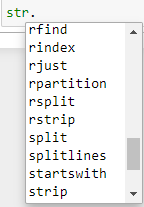 str.
rfind
rindex
rjust
rpartition
rsplit
rstrip
split
splitlines
startswith
strip